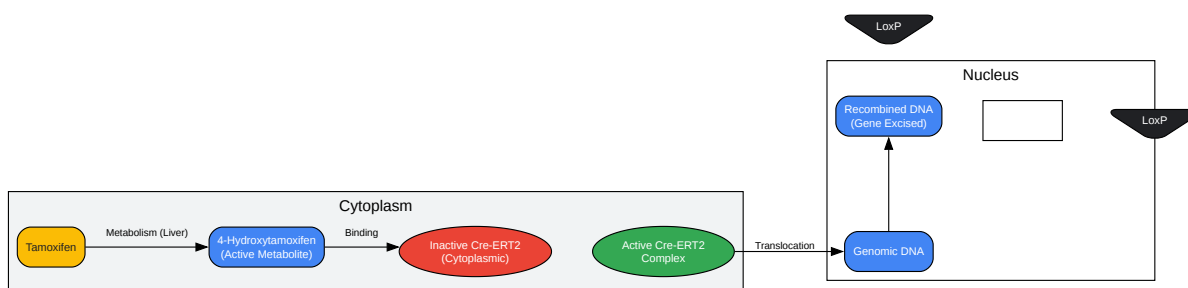 LoxP
Nucleus
Recombined DNA
(Gene Excised)
LoxP
Cytoplasm
Tamoxifen
Metabolism (Liver)
4-Hydroxytamoxifen
(Active Metabolite)
Binding
Inactive Cre-ERT2
(Cytoplasmic)
Active Cre-ERT2
Complex
Translocation
Genomic DNA